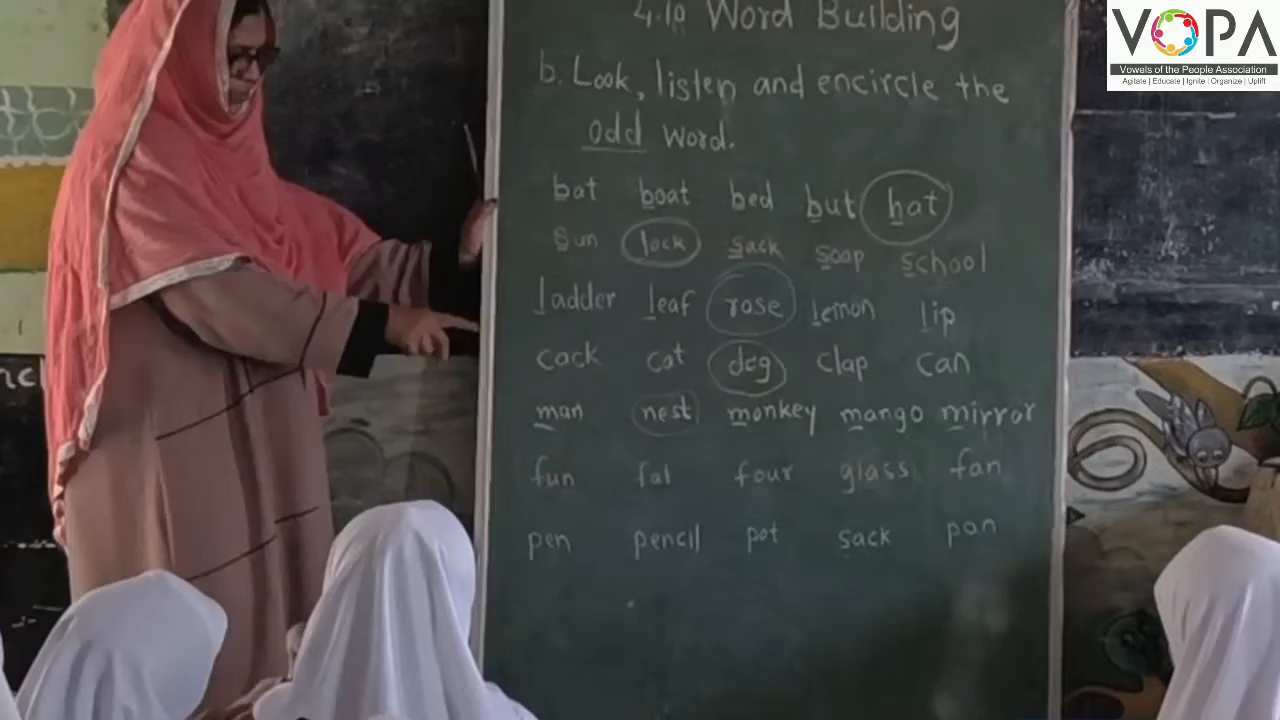 4.10 Word Building
b. Look, listen and encircle the
odd word.
bat boat bed but hat
sun lock sack soap school
ladder leaf rose lemon lip
cack cat dog clap can
man nest monkey mango mirror
fun fat four glass fan
pen pencil pot sack pan
VOPA
Vowels of the People Association
Agitate | Educate | Ignite | Organize | Uplift